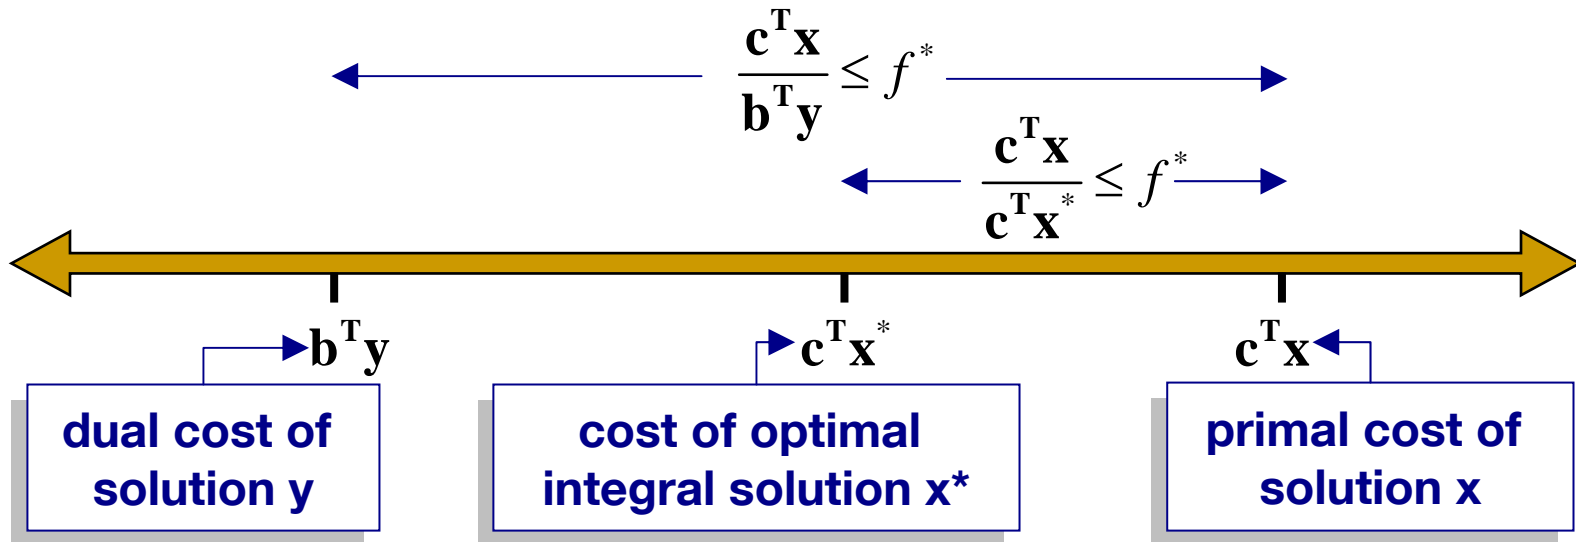 c^T x / b^T y ≤ f*
c^T x / c^T x* ≤ f*
b^T y
c^T x*
c^T x
dual cost of
solution y
cost of optimal
integral solution x*
primal cost of
solution x